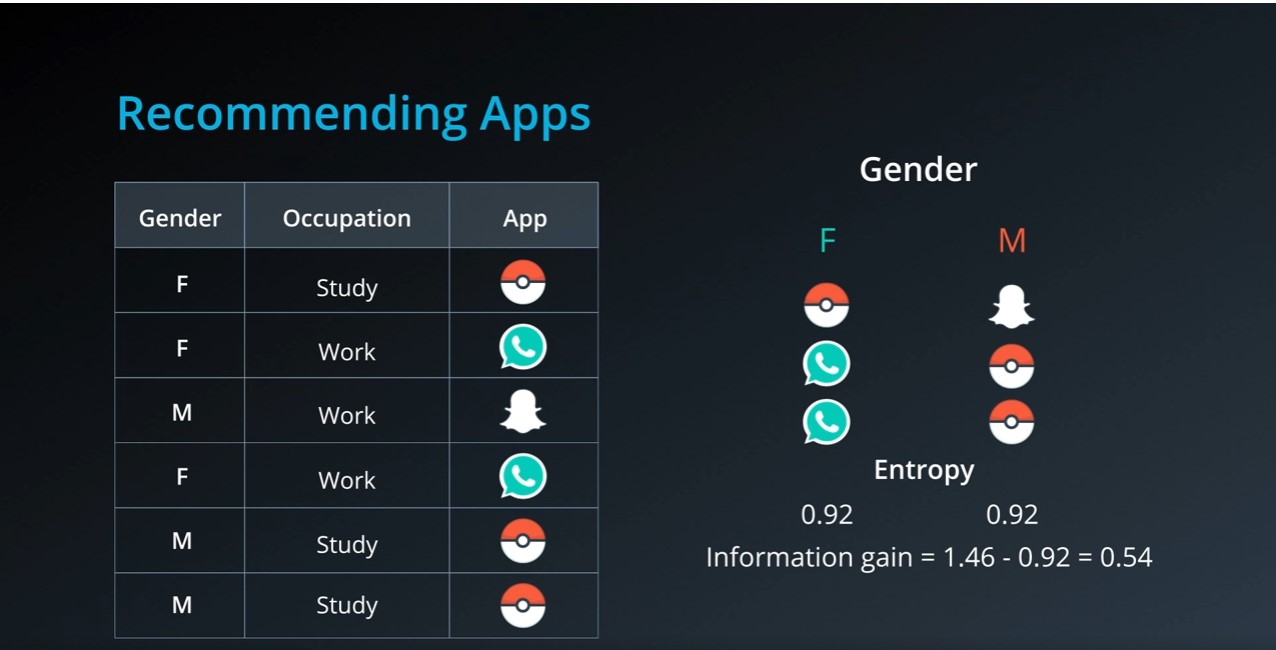 Recommending Apps
Gender Occupation App
F Study
F Work
M Work
F Work
M Study
M Study
Gender
F M
Entropy
0.92 0.92
Information gain = 1.46 - 0.92 = 0.54